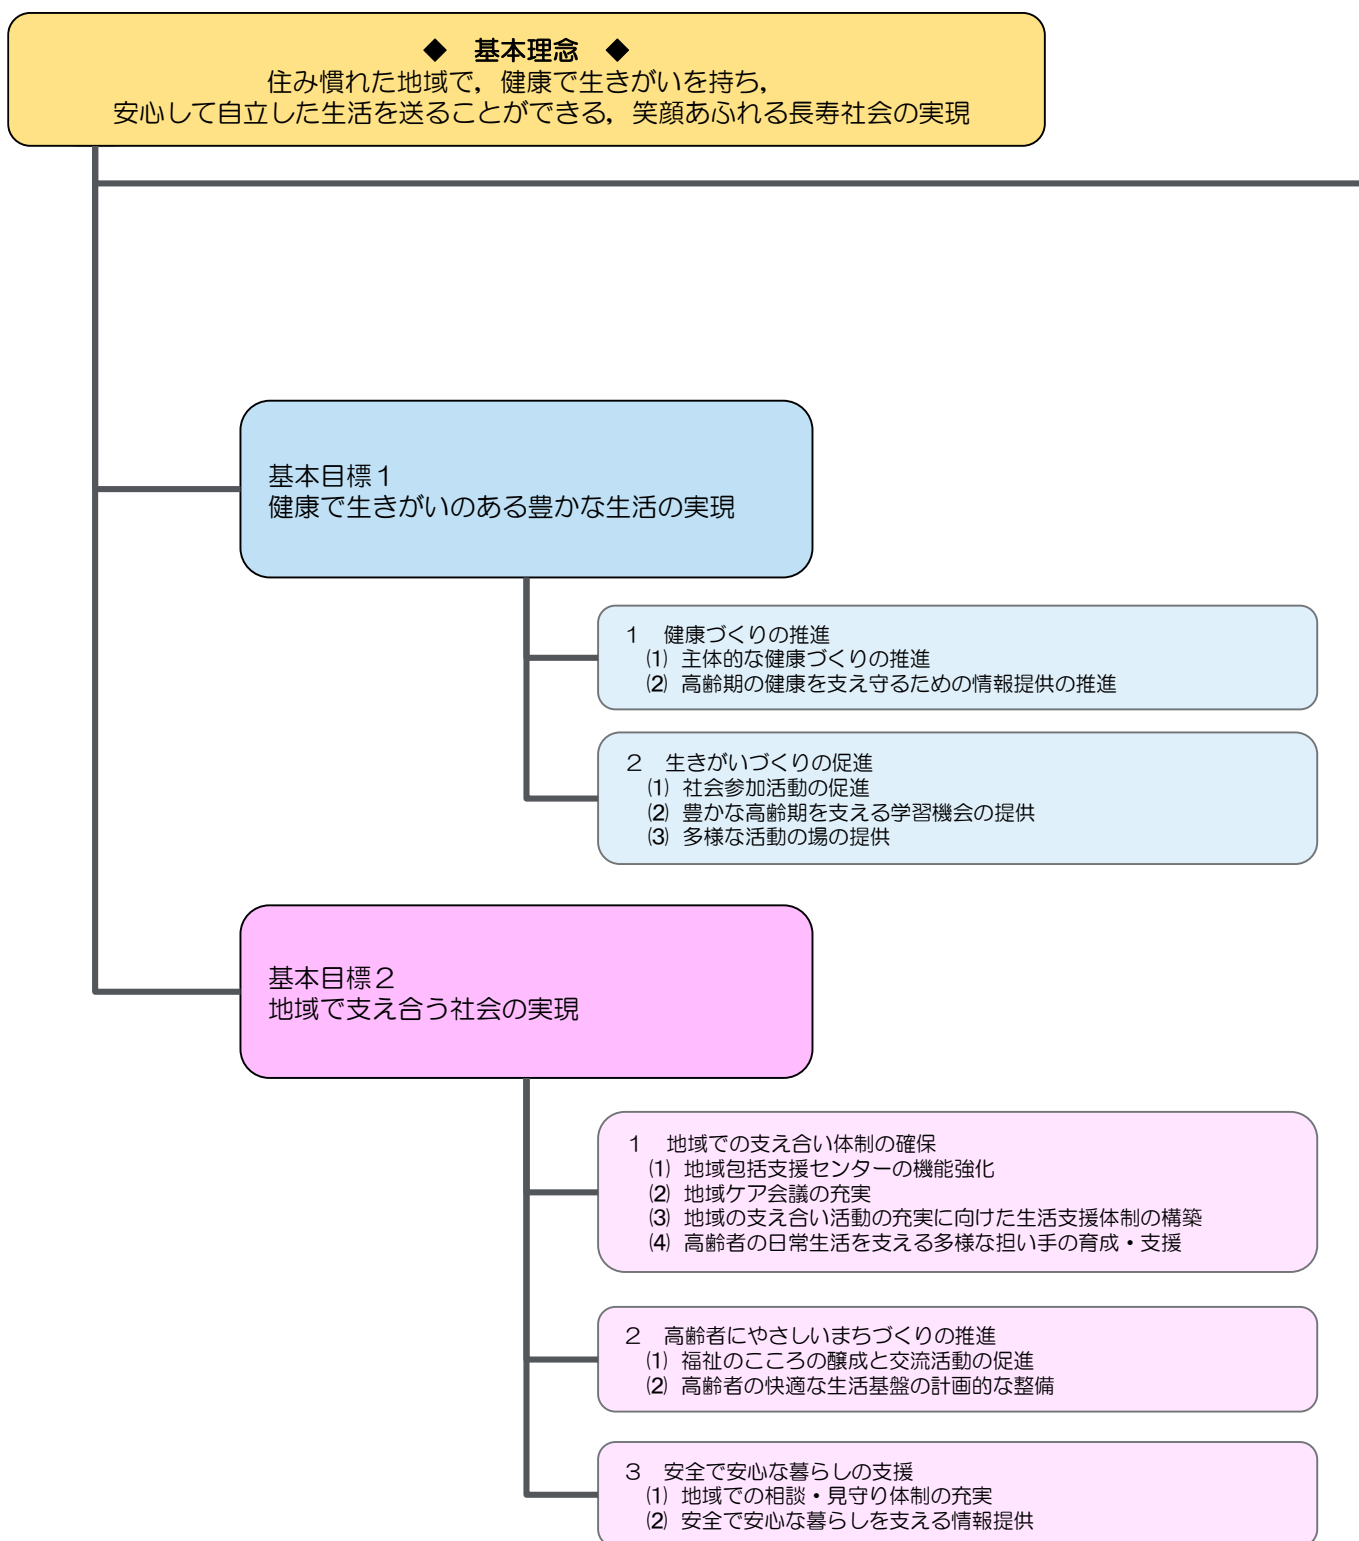 ◆　基本理念　◆
住み慣れた地域で，健康で生きがいを持ち，
安心して自立した生活を送ることができる，笑顔あふれる長寿社会の実現
基本目標１
健康で生きがいのある豊かな生活の実現
１　健康づくりの推進
⑴ 主体的な健康づくりの推進
⑵ 高齢期の健康を支え守るための情報提供の推進
２　生きがいづくりの促進
⑴ 社会参加活動の促進
⑵ 豊かな高齢期を支える学習機会の提供
⑶ 多様な活動の場の提供
基本目標２
地域で支え合う社会の実現
１　地域での支え合い体制の確保
⑴ 地域包括支援センターの機能強化
⑵ 地域ケア会議の充実
⑶ 地域の支え合い活動の充実に向けた生活支援体制の構築
⑷ 高齢者の日常生活を支える多様な担い手の育成・支援
２　高齢者にやさしいまちづくりの推進
⑴ 福祉のこころの醸成と交流活動の促進
⑵ 高齢者の快適な生活基盤の計画的な整備
３　安全で安心な暮らしの支援
⑴ 地域での相談・見守り体制の充実
⑵ 安全で安心な暮らしを支える情報提供